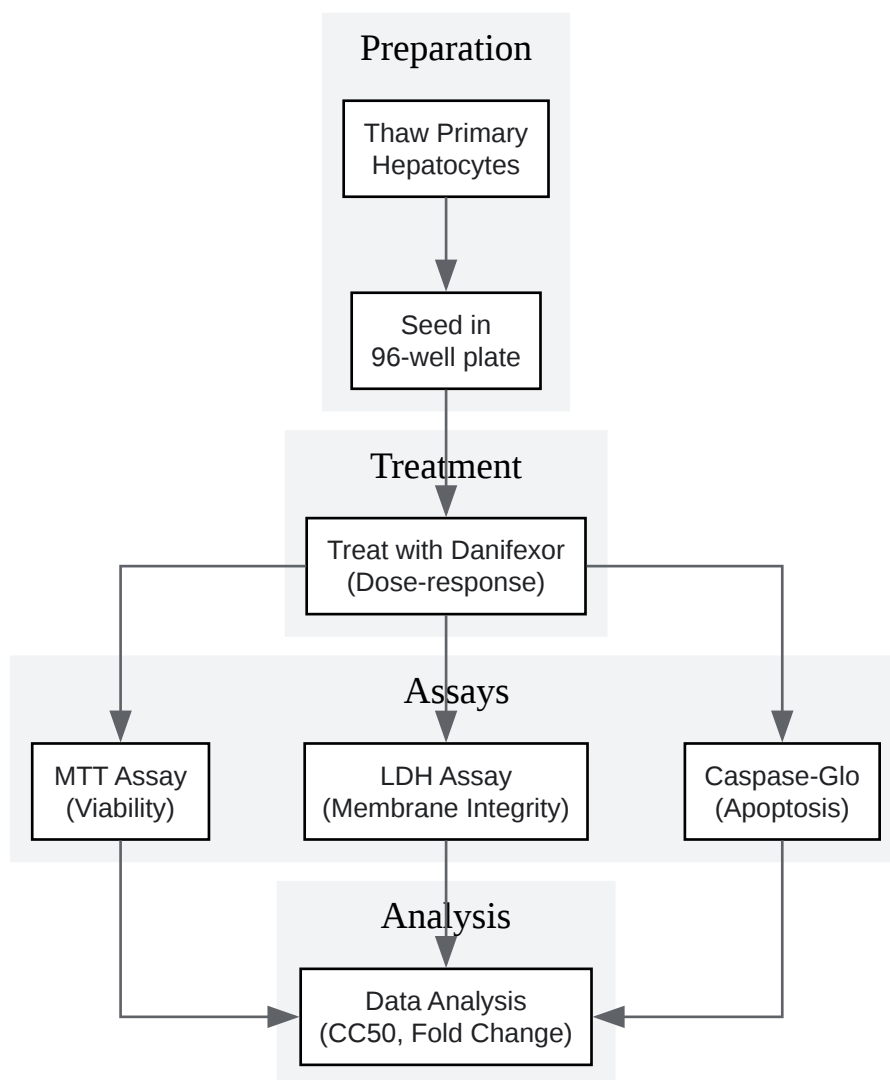 Preparation
Thaw Primary
Hepatocytes
Seed in
96-well plate
Treatment
Treat with Danifexor
(Dose-response)
Assays
MTT Assay
(Viability)
LDH Assay
(Membrane Integrity)
Caspase-Glo
(Apoptosis)
Analysis
Data Analysis
(CC50, Fold Change)